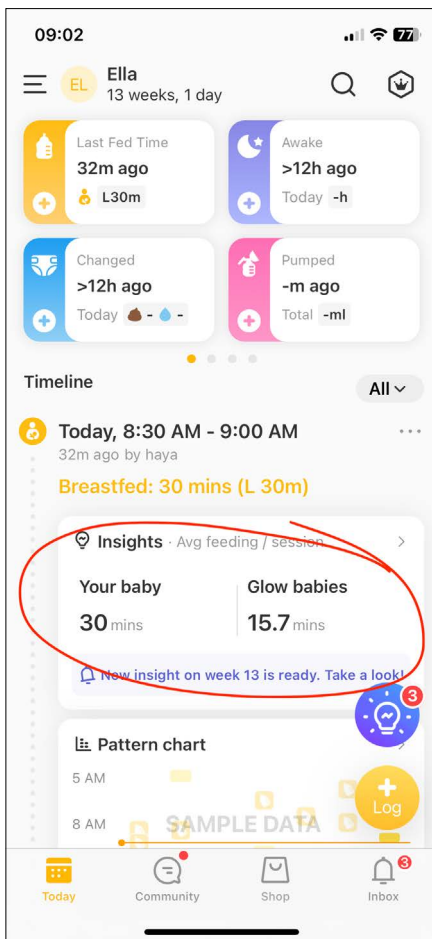 09:02
77
EL
Ella
13 weeks, 1 day
Last Fed Time
32m ago
L30m
Awake
>12h ago
Today -h
Changed
>12h ago
Today - -
Pumped
-m ago
Total -ml
Timeline
All
Today, 8:30 AM - 9:00 AM
32m ago by haya
Breastfed: 30 mins (L 30m)
Insights · Avg feeding / session
Your baby
30 mins
Glow babies
15.7 mins
New insight on week 13 is ready. Take a look!
3
Pattern chart
5 AM
SAMPLE DATA
8 AM
Log
Today
Community
Shop
3
Inbox